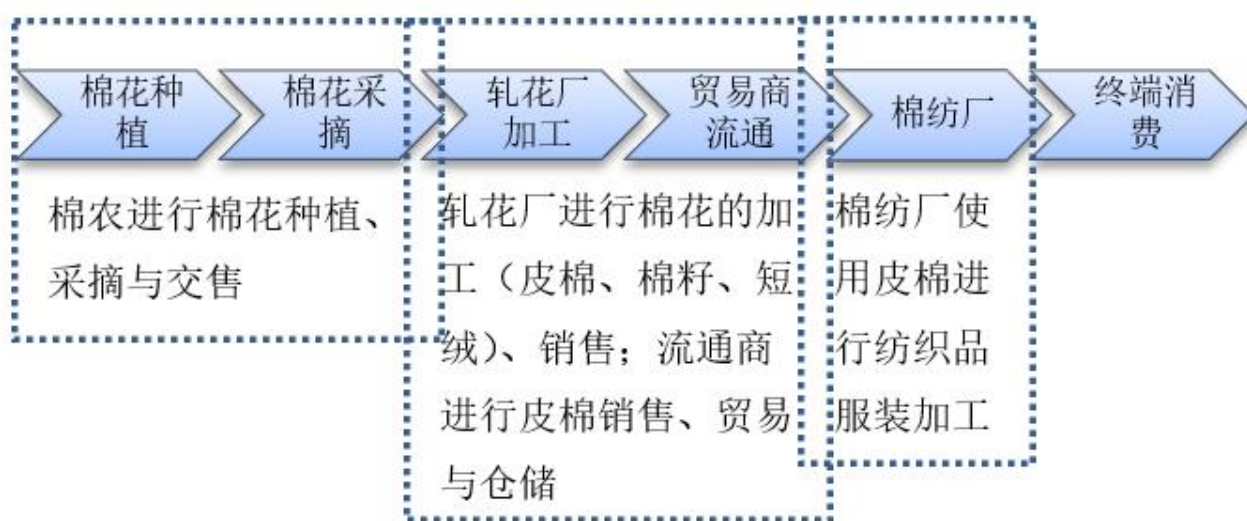 棉花种
植
棉花采
摘
轧花厂
加工
贸易商
流通
棉纺厂
终端消
费
棉农进行棉花种植、
采摘与交售
轧花厂进行棉花的加
工（皮棉、棉籽、短
绒）、销售；流通商
进行皮棉销售、贸易
与仓储
棉纺厂使
用皮棉进
行纺织品
服装加工